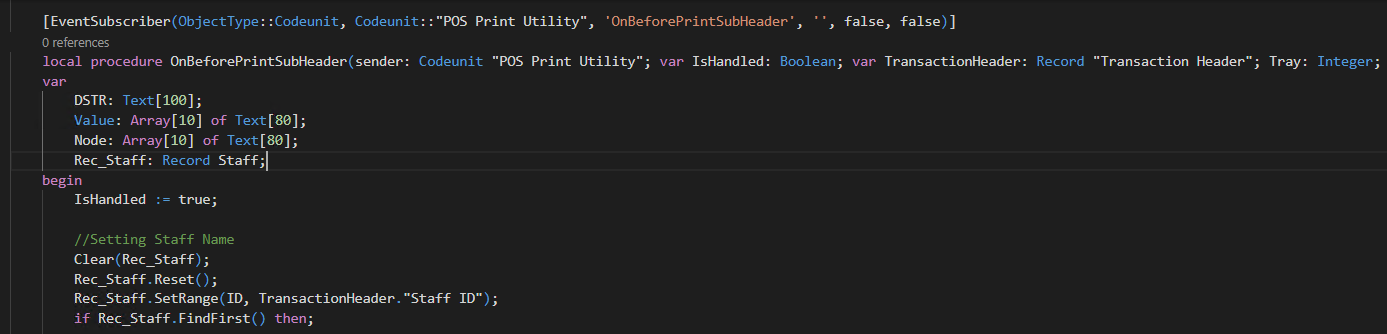 [EventSubscriber(ObjectType::Codeunit, Codeunit::"POS Print Utility", 'OnBeforePrintSubHeader', '', false, false)]
0 references
local procedure OnBeforePrintSubHeader(sender: Codeunit "POS Print Utility"; var IsHandled: Boolean; var TransactionHeader: Record "Transaction Header"; Tray: Integer;
var
DSTR: Text[100];
Value: Array[10] of Text[80];
Node: Array[10] of Text[80];
Rec_Staff: Record Staff;
begin
IsHandled := true;
//Setting Staff Name
Clear(Rec_Staff);
Rec_Staff.Reset();
Rec_Staff.SetRange(ID, TransactionHeader."Staff ID");
if Rec_Staff.FindFirst() then;